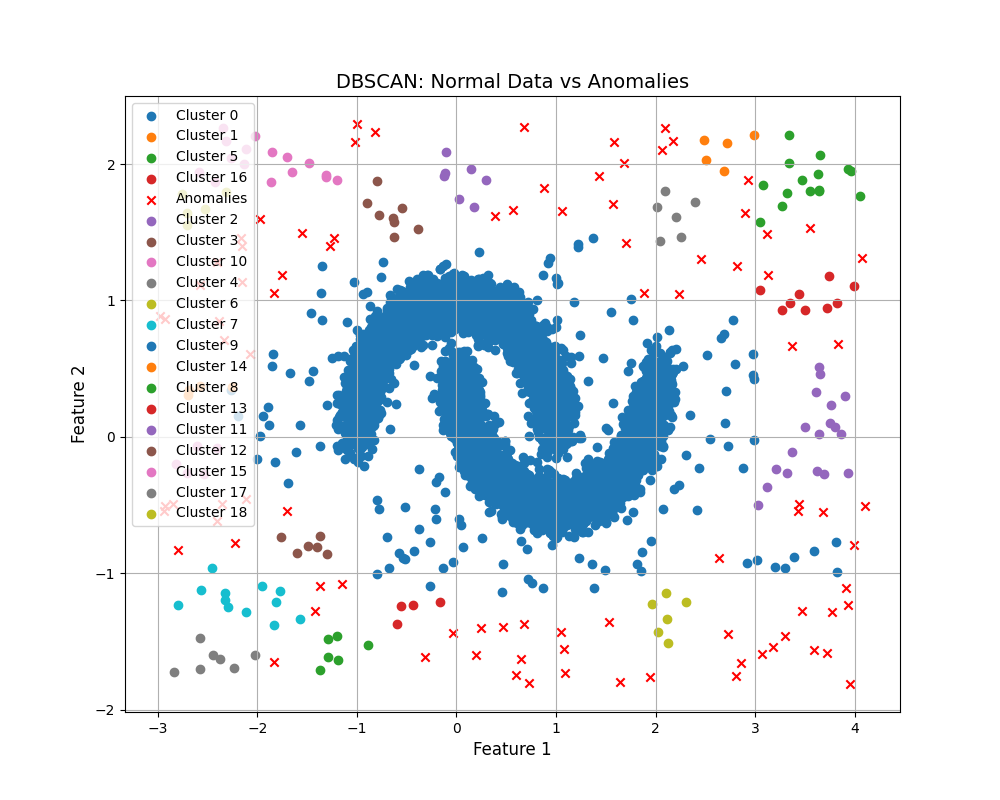 DBSCAN: Normal Data vs Anomalies
Cluster 0
Cluster 1
Cluster 5
Cluster 16
Anomalies
Cluster 2
Cluster 3
Cluster 10
Cluster 4
Cluster 6
Cluster 7
Cluster 9
Cluster 14
Cluster 8
Cluster 13
Cluster 11
Cluster 12
Cluster 15
Cluster 17
Cluster 18
2
1
0
−1
−2
Feature 2
−3
−2
−1
0
1
2
3
4
Feature 1